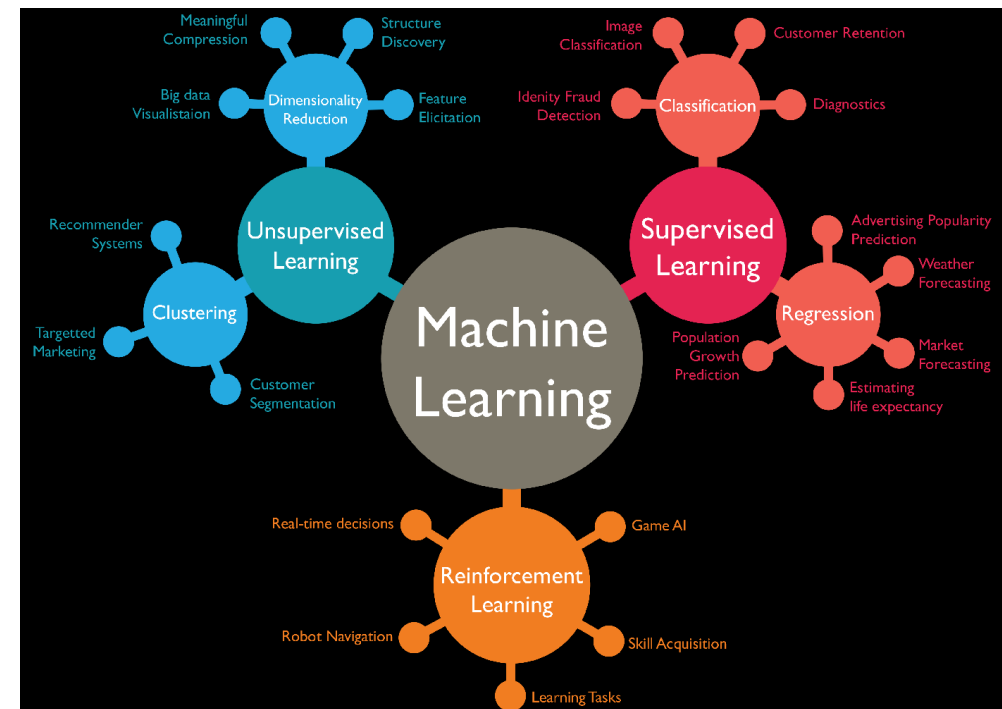 Meaningful
Compression
Structure
Discovery
Big data
Visualistaion
Dimensionality
Reduction
Feature
Elicitation
Image
Classification
Customer Retention
Idenity Fraud
Detection
Classification
Diagnostics
Recommender
Systems
Unsupervised
Learning
Clustering
Targetted
Marketing
Customer
Segmentation
Machine
Learning
Supervised
Learning
Advertising Popularity
Prediction
Weather
Forecasting
Regression
Population
Growth
Prediction
Market
Forecasting
Estimating
life expectancy
Real-time decisions
Game AI
Reinforcement
Learning
Robot Navigation
Skill Acquisition
Learning Tasks